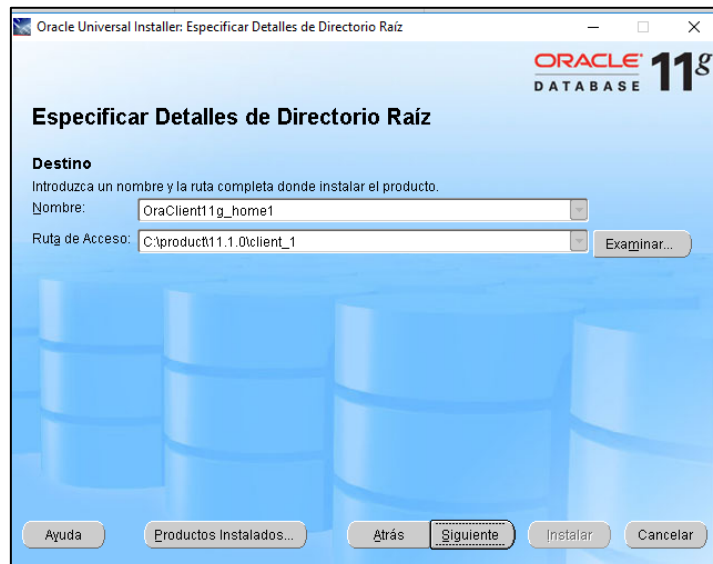 Oracle Universal Installer: Especificar Detalles de Directorio Raíz
ORACLE 11g
DATABASE
Especificar Detalles de Directorio Raíz
Destino
Introduzca un nombre y la ruta completa donde instalar el producto.
Nombre: OraClient11g_home1
Ruta de Acceso: C:\product\11.1.0\client_1 Examinar...
Ayuda Productos Instalados... Atrás Siguiente Instalar Cancelar